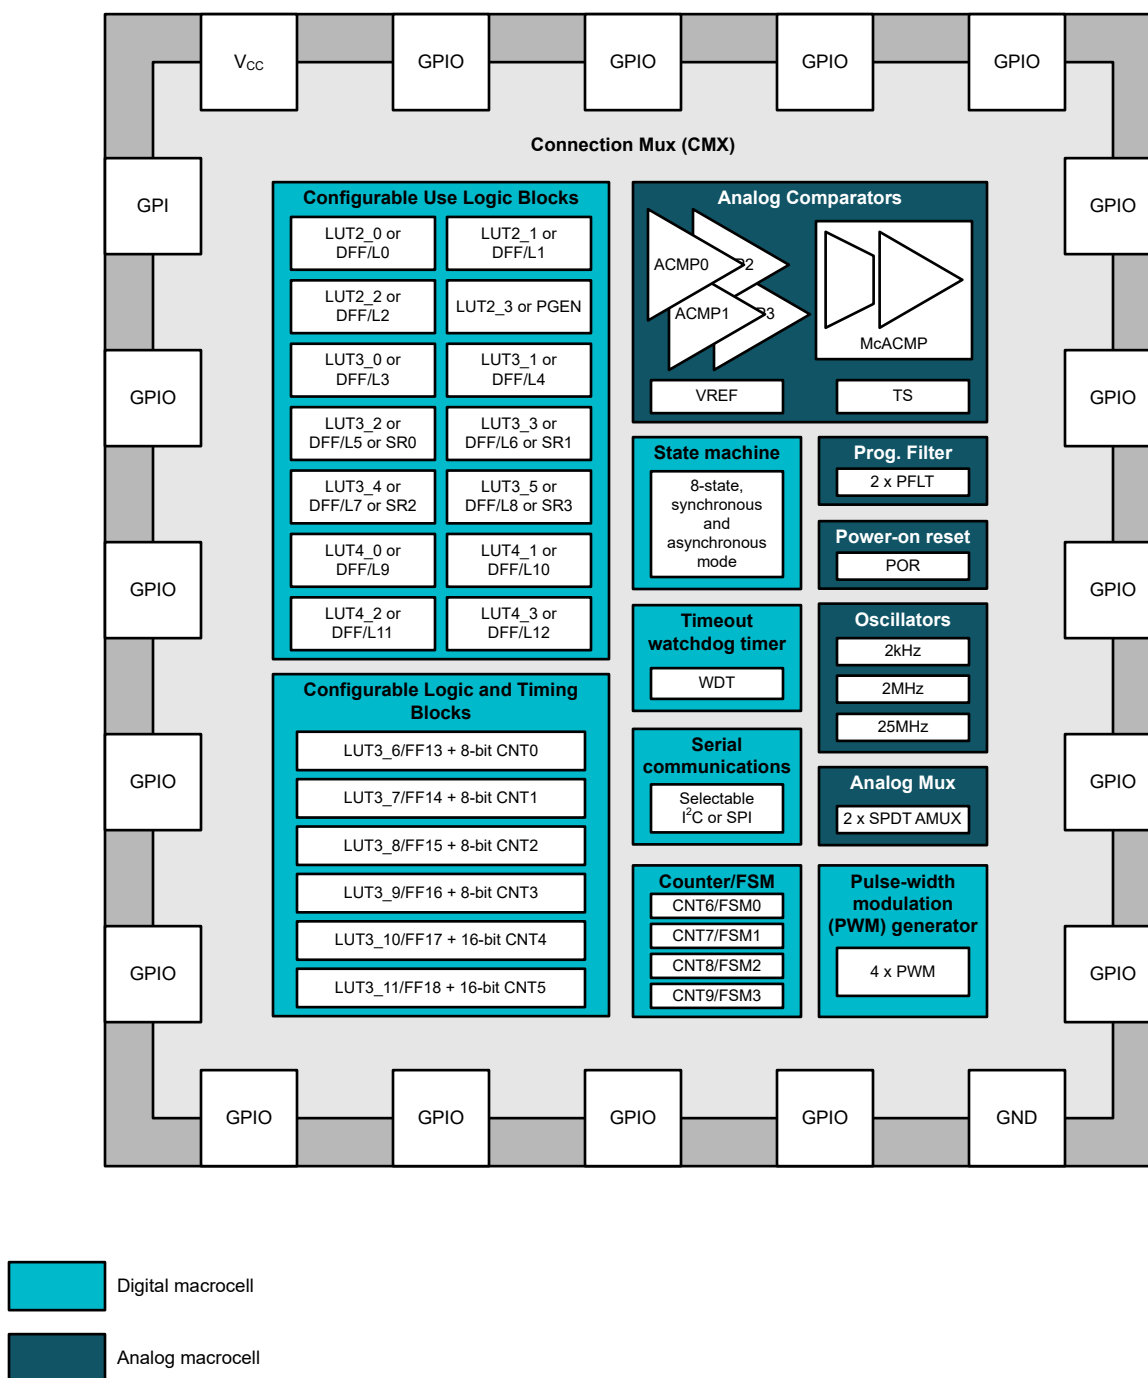 VCC
GPIO
GPIO
GPIO
GPIO
Connection Mux (CMX)
GPI
GPIO
GPIO
GPIO
GPIO
Configurable Use Logic Blocks
LUT2_0 or
DFF/L0
LUT2_1 or
DFF/L1
LUT2_2 or
DFF/L2
LUT2_3 or PGEN
LUT3_0 or
DFF/L3
LUT3_1 or
DFF/L4
LUT3_2 or
DFF/L5 or SR0
LUT3_3 or
DFF/L6 or SR1
LUT3_4 or
DFF/L7 or SR2
LUT3_5 or
DFF/L8 or SR3
LUT4_0 or
DFF/L9
LUT4_1 or
DFF/L10
LUT4_2 or
DFF/L11
LUT4_3 or
DFF/L12
Configurable Logic and Timing
Blocks
LUT3_6/FF13 + 8-bit CNT0
LUT3_7/FF14 + 8-bit CNT1
LUT3_8/FF15 + 8-bit CNT2
LUT3_9/FF16 + 8-bit CNT3
LUT3_10/FF17 + 16-bit CNT4
LUT3_11/FF18 + 16-bit CNT5
Analog Comparators
ACMP0
P2
ACMP1
P3
McACMP
VREF
TS
State machine
8-state,
synchronous
and
asynchronous
mode
Prog. Filter
2 x PFLT
Power-on reset
POR
Timeout
watchdog timer
WDT
Oscillators
2kHz
2MHz
25MHz
Serial
communications
Selectable
I²C or SPI
Analog Mux
2 x SPDT AMUX
Counter/FSM
CNT6/FSM0
CNT7/FSM1
CNT8/FSM2
CNT9/FSM3
Pulse-width
modulation
(PWM) generator
4 x PWM
GPIO
GPIO
GPIO
GPIO
GPIO
GPIO
GPIO
GPIO
GPIO
GND
Digital macrocell
Analog macrocell